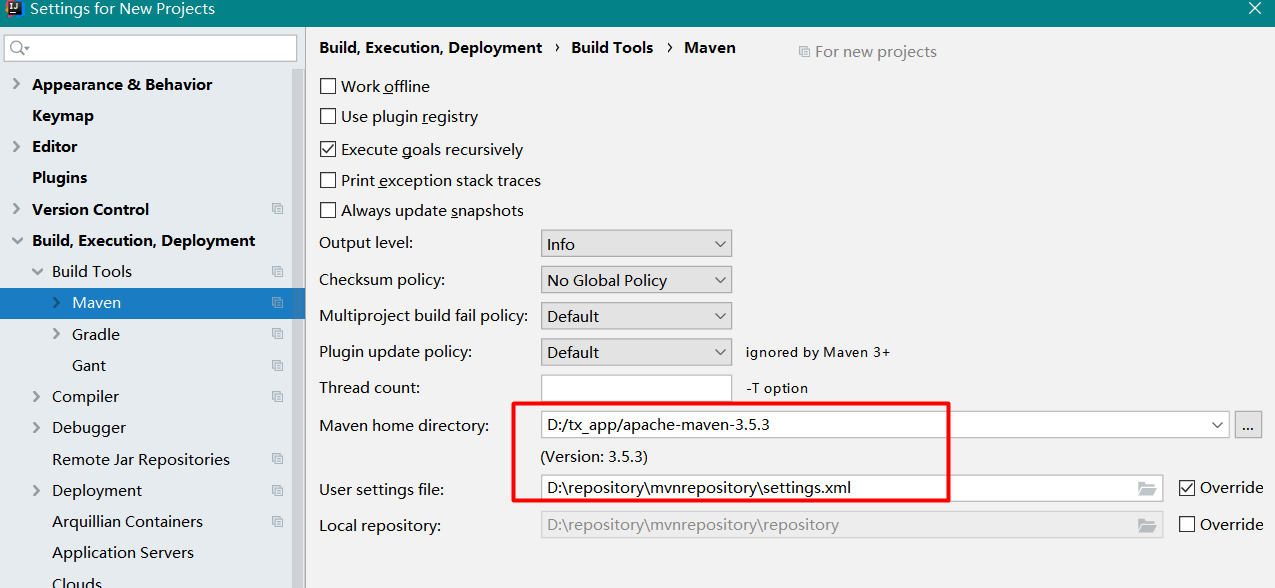 Settings for New Projects
Appearance & Behavior
Keymap
Editor
Plugins
Version Control
Build, Execution, Deployment
Build Tools
Maven
Gradle
Gant
Compiler
Debugger
Remote Jar Repositories
Deployment
Arquillian Containers
Application Servers
Clouds
Build, Execution, Deployment › Build Tools › Maven For new projects
Work offline
Use plugin registry
Execute goals recursively
Print exception stack traces
Always update snapshots
Output level: Info
Checksum policy: No Global Policy
Multiproject build fail policy: Default
Plugin update policy: Default ignored by Maven 3+
Thread count: -T option
Maven home directory: D:/tx_app/apache-maven-3.5.3 ...
(Version: 3.5.3)
User settings file: D:\repository\mvnrepository\settings.xml Override
Local repository: D:\repository\mvnrepository\repository Override